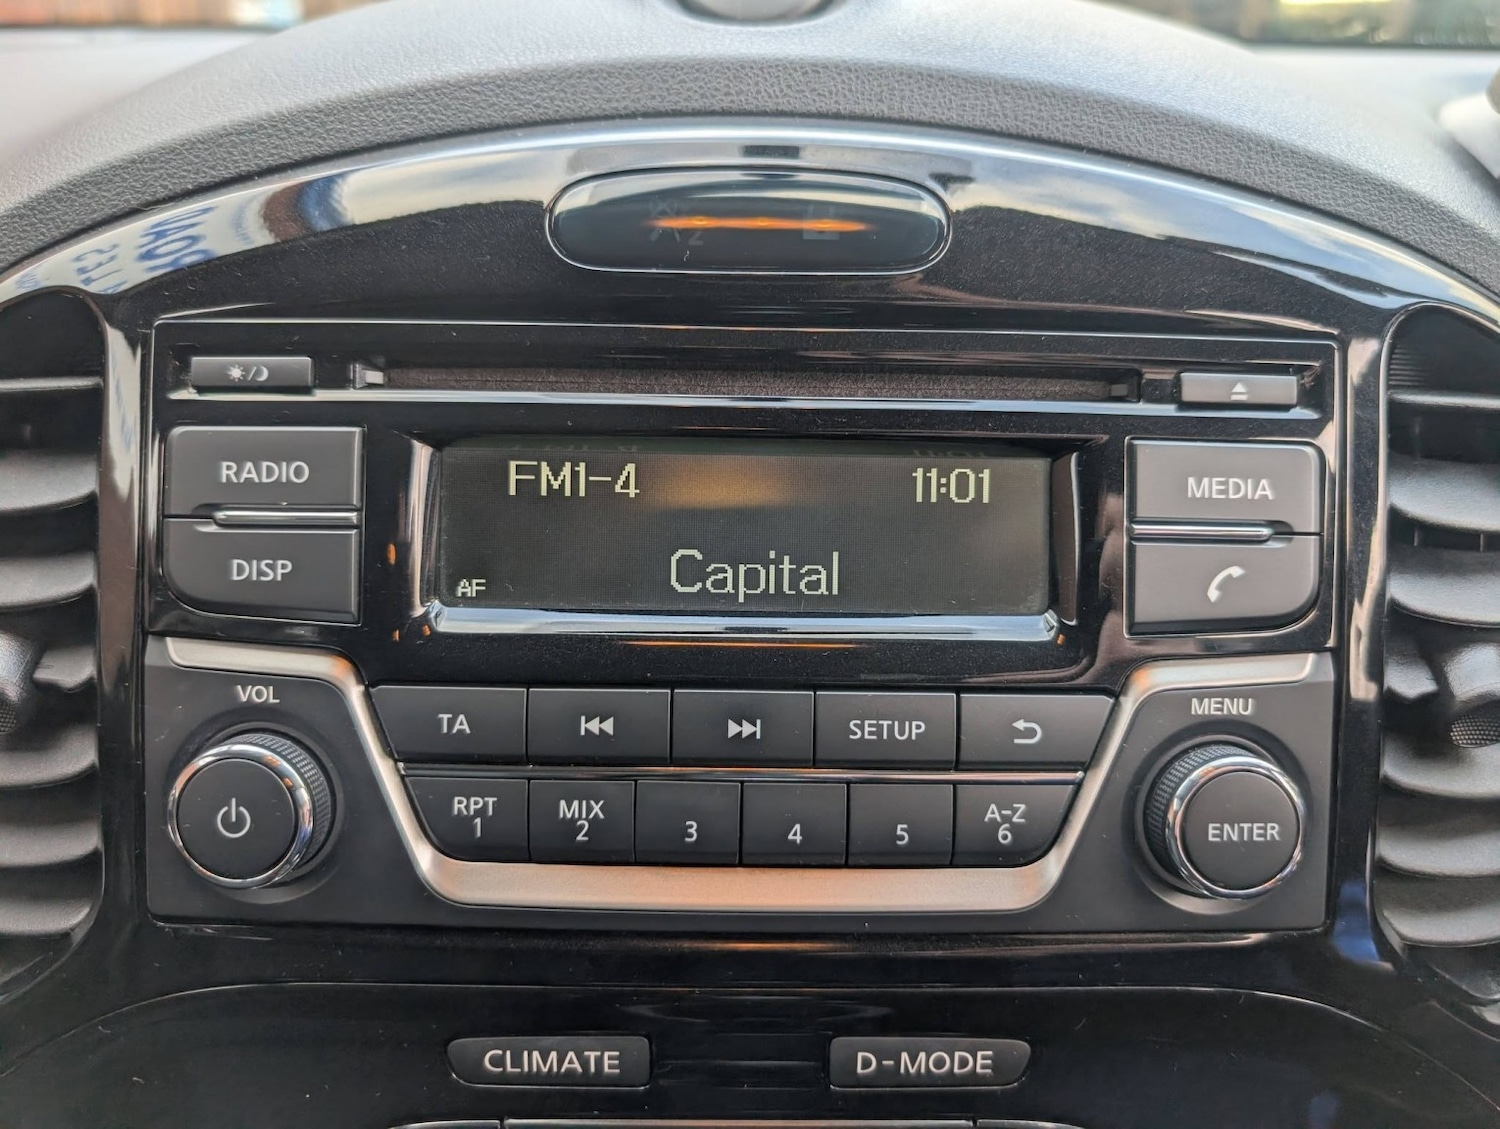 RADIO
DISP
FM1-4 11:01
Capital
AF
MEDIA
VOL
MENU
TA
SETUP
RPT
1
MIX
2
3
4
5
A-Z
6
ENTER
CLIMATE
D-MODE